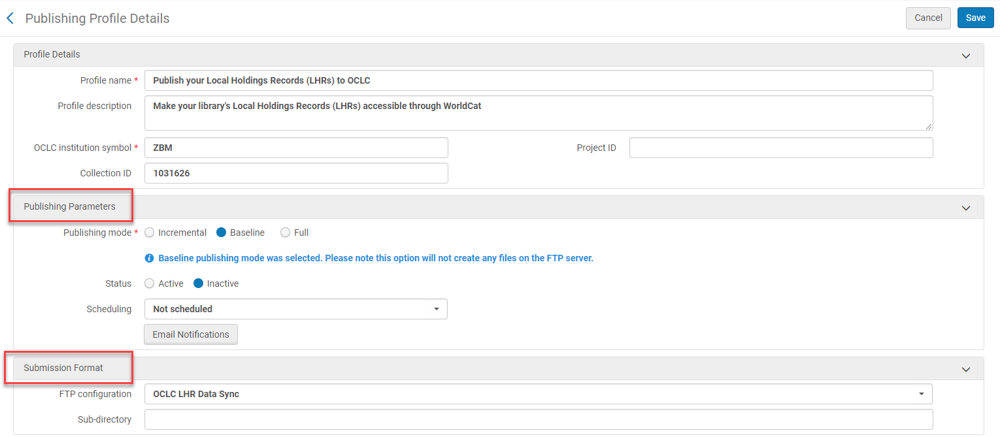 Publishing Profile Details
Cancel
Save
Profile Details
Profile name * Publish your Local Holdings Records (LHRs) to OCLC
Profile description Make your library's Local Holdings Records (LHRs) accessible through WorldCat
OCLC institution symbol * ZBM Project ID
Collection ID 1031626
Publishing Parameters
Publishing mode * Incremental Baseline Full
Baseline publishing mode was selected. Please note this option will not create any files on the FTP server.
Status Active Inactive
Scheduling Not scheduled
Email Notifications
Submission Format
FTP configuration OCLC LHR Data Sync
Sub-directory